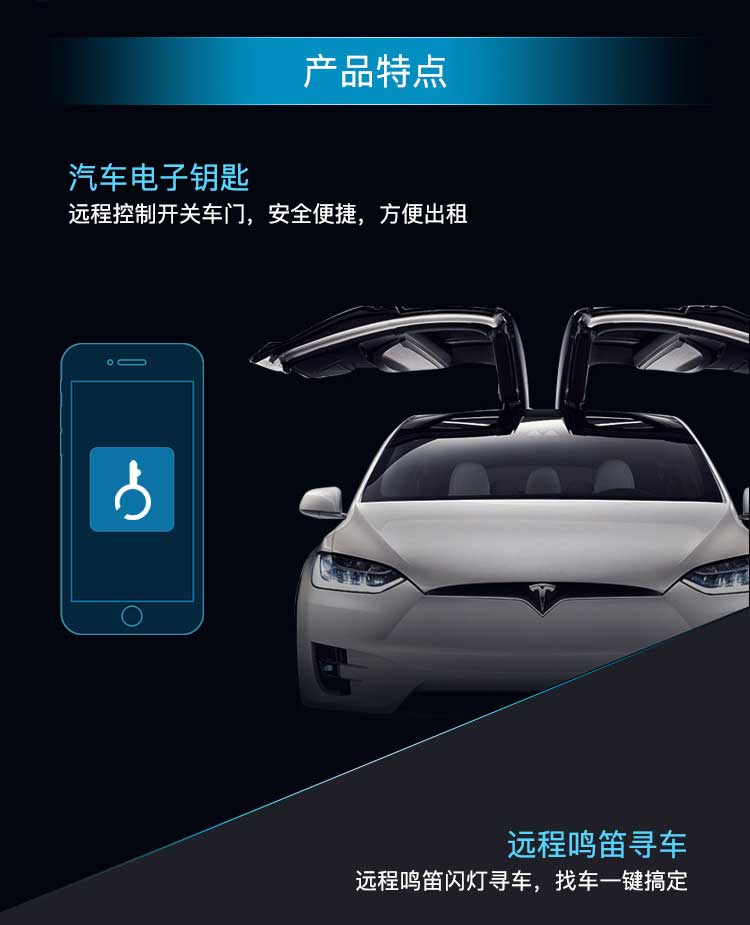 产品特点
汽车电子钥匙
远程控制开关车门，安全便捷，方便出租
远程鸣笛寻车
远程鸣笛闪灯寻车，找车一键搞定